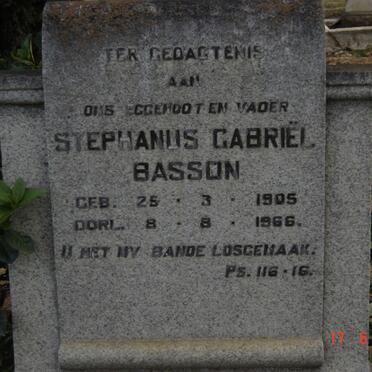 TER GEDAGTENIS
AAN
ONS EGGENOOT EN VADER
STEPHANUS GABRIËL
BASSON
GEB. 25 · 3 · 1905
OORL. 8 · 8 · 1966.
U HET MY BANDE LOSGEMAAK.
PS. 116-16.
17 6